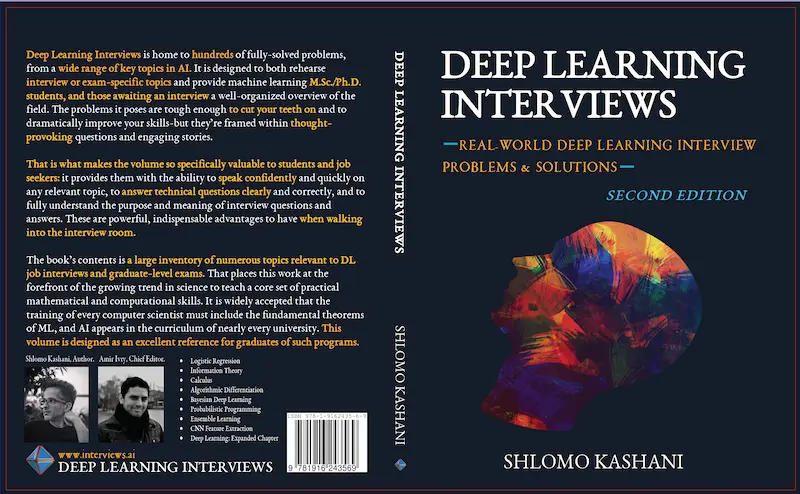 Deep Learning Interviews is home to hundreds of fully-solved problems,
from a wide range of key topics in AI. It is designed to both rehearse
interview or exam-specific topics and provide machine learning M.Sc./Ph.D.
students, and those awaiting an interview a well-organized overview of the
field. The problems it poses are tough enough to cut your teeth on and to
dramatically improve your skills-but they're framed within thought-
provoking questions and engaging stories.
That is what makes the volume so specifically valuable to students and job
seekers: it provides them with the ability to speak confidently and quickly on
any relevant topic, to answer technical questions clearly and correctly, and to
fully understand the purpose and meaning of interview questions and
answers. These are powerful, indispensable advantages to have when walking
into the interview room.
The book's contents is a large inventory of numerous topics relevant to DL
job interviews and graduate-level exams. That places this work at the
forefront of the growing trend in science to teach a core set of practical
mathematical and computational skills. It is widely accepted that the
training of every computer scientist must include the fundamental theorems
of ML, and AI appears in the curriculum of nearly every university. This
volume is designed as an excellent reference for graduates of such programs.
Shlomo Kashani, Author. Amir Ivry, Chief Editor.
• Logistic Regression
• Information Theory
• Calculus
• Algorithmic Differentiation
• Bayesian Deep Learning
• Probabilistic Programming
• Ensemble Learning
• CNN Feature Extraction
• Deep Learning: Expanded Chapter
www.interviews.ai
DEEP LEARNING INTERVIEWS
ISBN 978-1-9162435-6-9
9 781916 243569
DEEP LEARNING INTERVIEWS
SHLOMO KASHANI
DEEP LEARNING
INTERVIEWS
—REAL-WORLD DEEP LEARNING INTERVIEW
PROBLEMS & SOLUTIONS—
SECOND EDITION
SHLOMO KASHANI